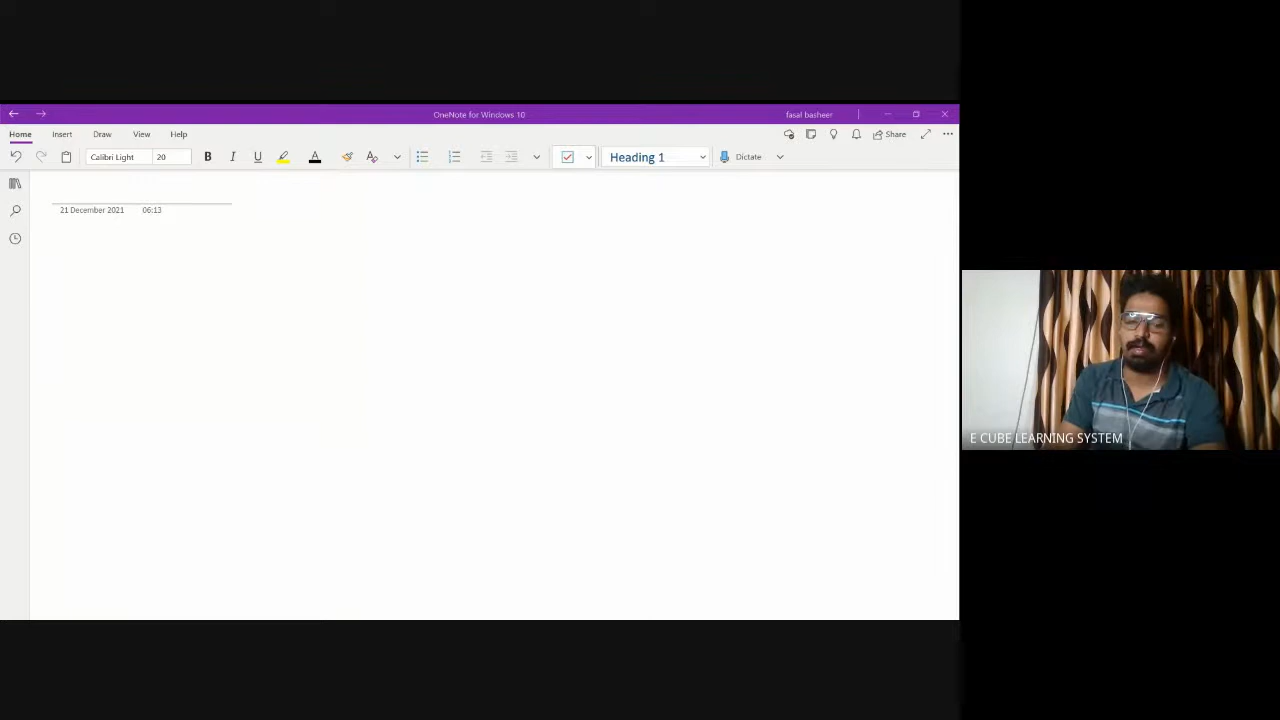 OneNote for Windows 10
fasal basheer
Home Insert Draw View Help
Share
Calibri Light 20 B I U A Heading 1 Dictate
21 December 2021 06:13
E CUBE LEARNING SYSTEM